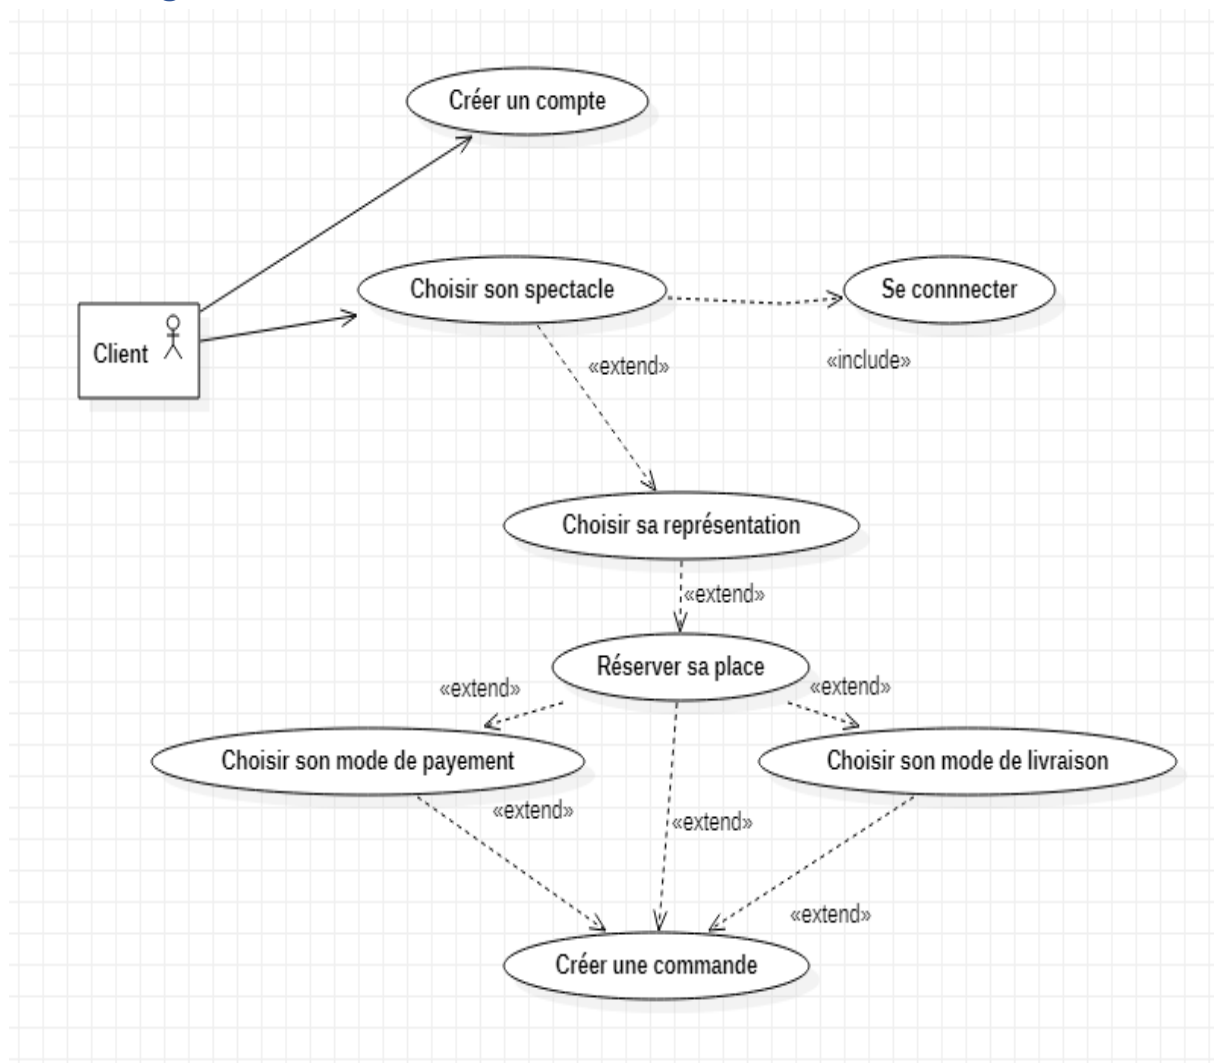 Créer un compte
Choisir son spectacle
Se connnecter
Client
«extend»
«include»
Choisir sa représentation
«extend»
Réserver sa place
«extend»
«extend»
Choisir son mode de payement
Choisir son mode de livraison
«extend»
«extend»
«extend»
Créer une commande